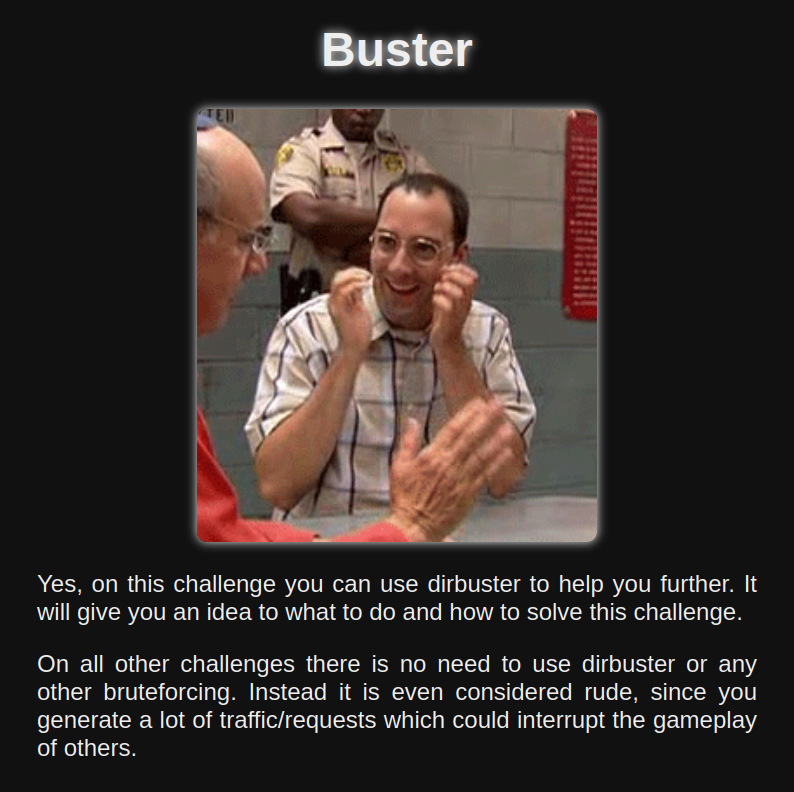 Buster
TED
Yes, on this challenge you can use dirbuster to help you further. It
will give you an idea to what to do and how to solve this challenge.
On all other challenges there is no need to use dirbuster or any
other bruteforcing. Instead it is even considered rude, since you
generate a lot of traffic/requests which could interrupt the gameplay
of others.